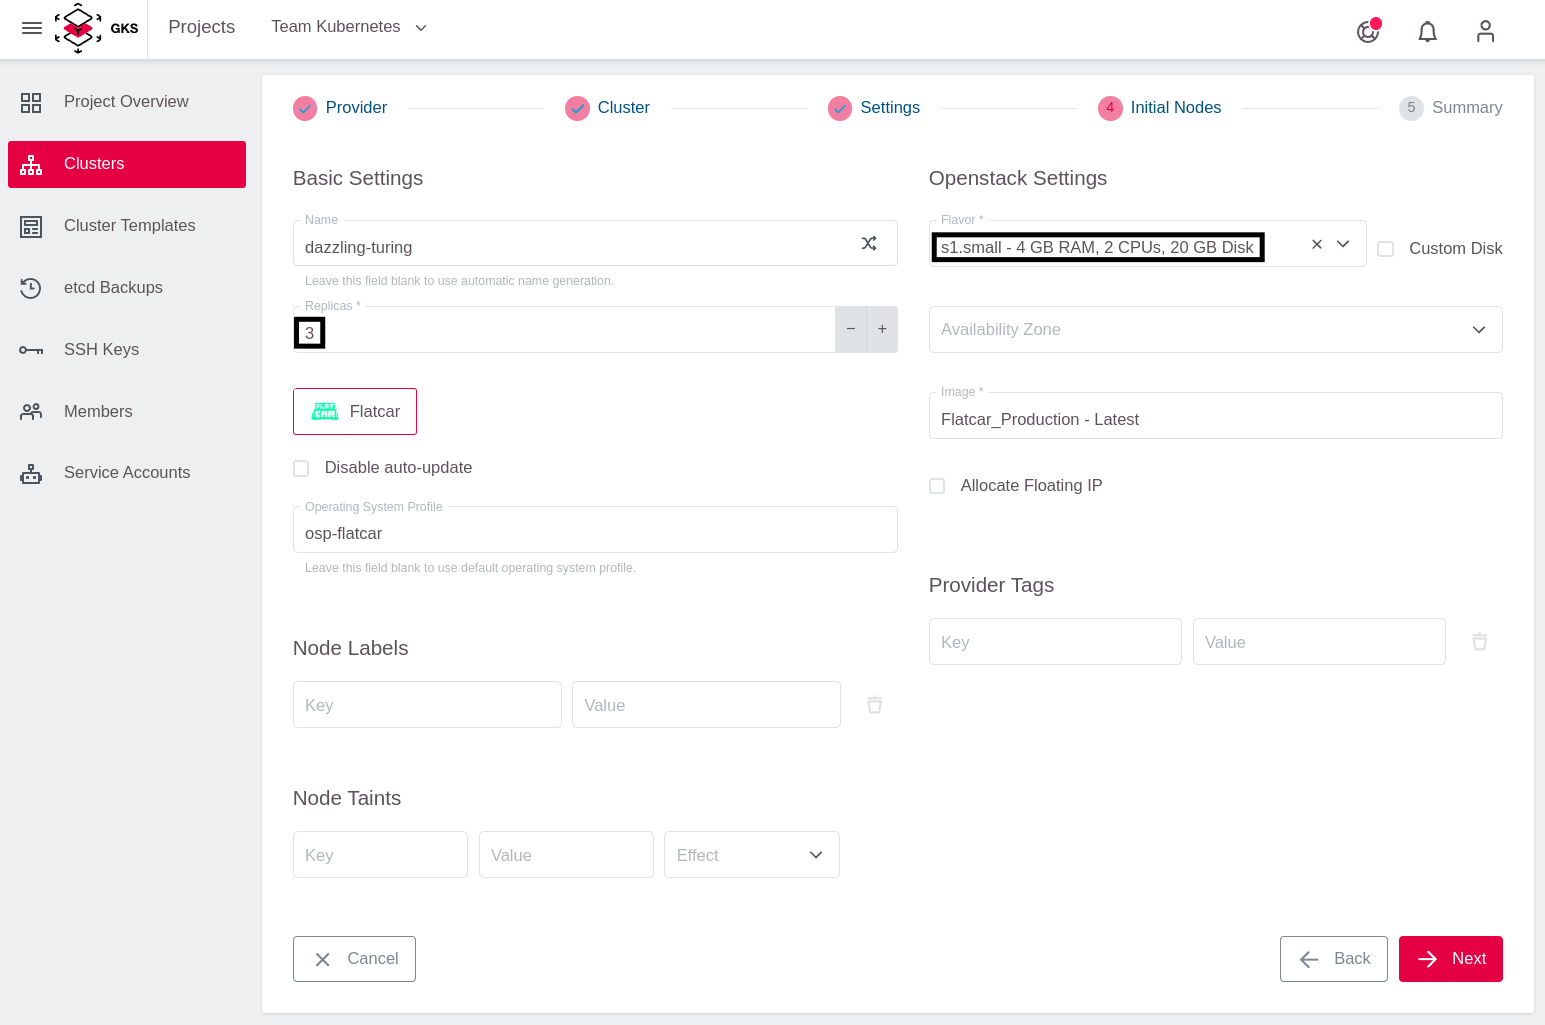 GKS
Projects
Team Kubernetes
Project Overview
Clusters
Cluster Templates
etcd Backups
SSH Keys
Members
Service Accounts
Provider
Cluster
Settings
4 Initial Nodes
5 Summary
Basic Settings
Name
dazzling-turing
Leave this field blank to use automatic name generation.
Replicas *
3
− +
FLAT
CAR
Flatcar
Disable auto-update
Operating System Profile
osp-flatcar
Leave this field blank to use default operating system profile.
Node Labels
Key
Value
Node Taints
Key
Value
Effect
Openstack Settings
Flavor *
s1.small - 4 GB RAM, 2 CPUs, 20 GB Disk
Custom Disk
Availability Zone
Image *
Flatcar_Production - Latest
Allocate Floating IP
Provider Tags
Key
Value
Cancel
Back
Next